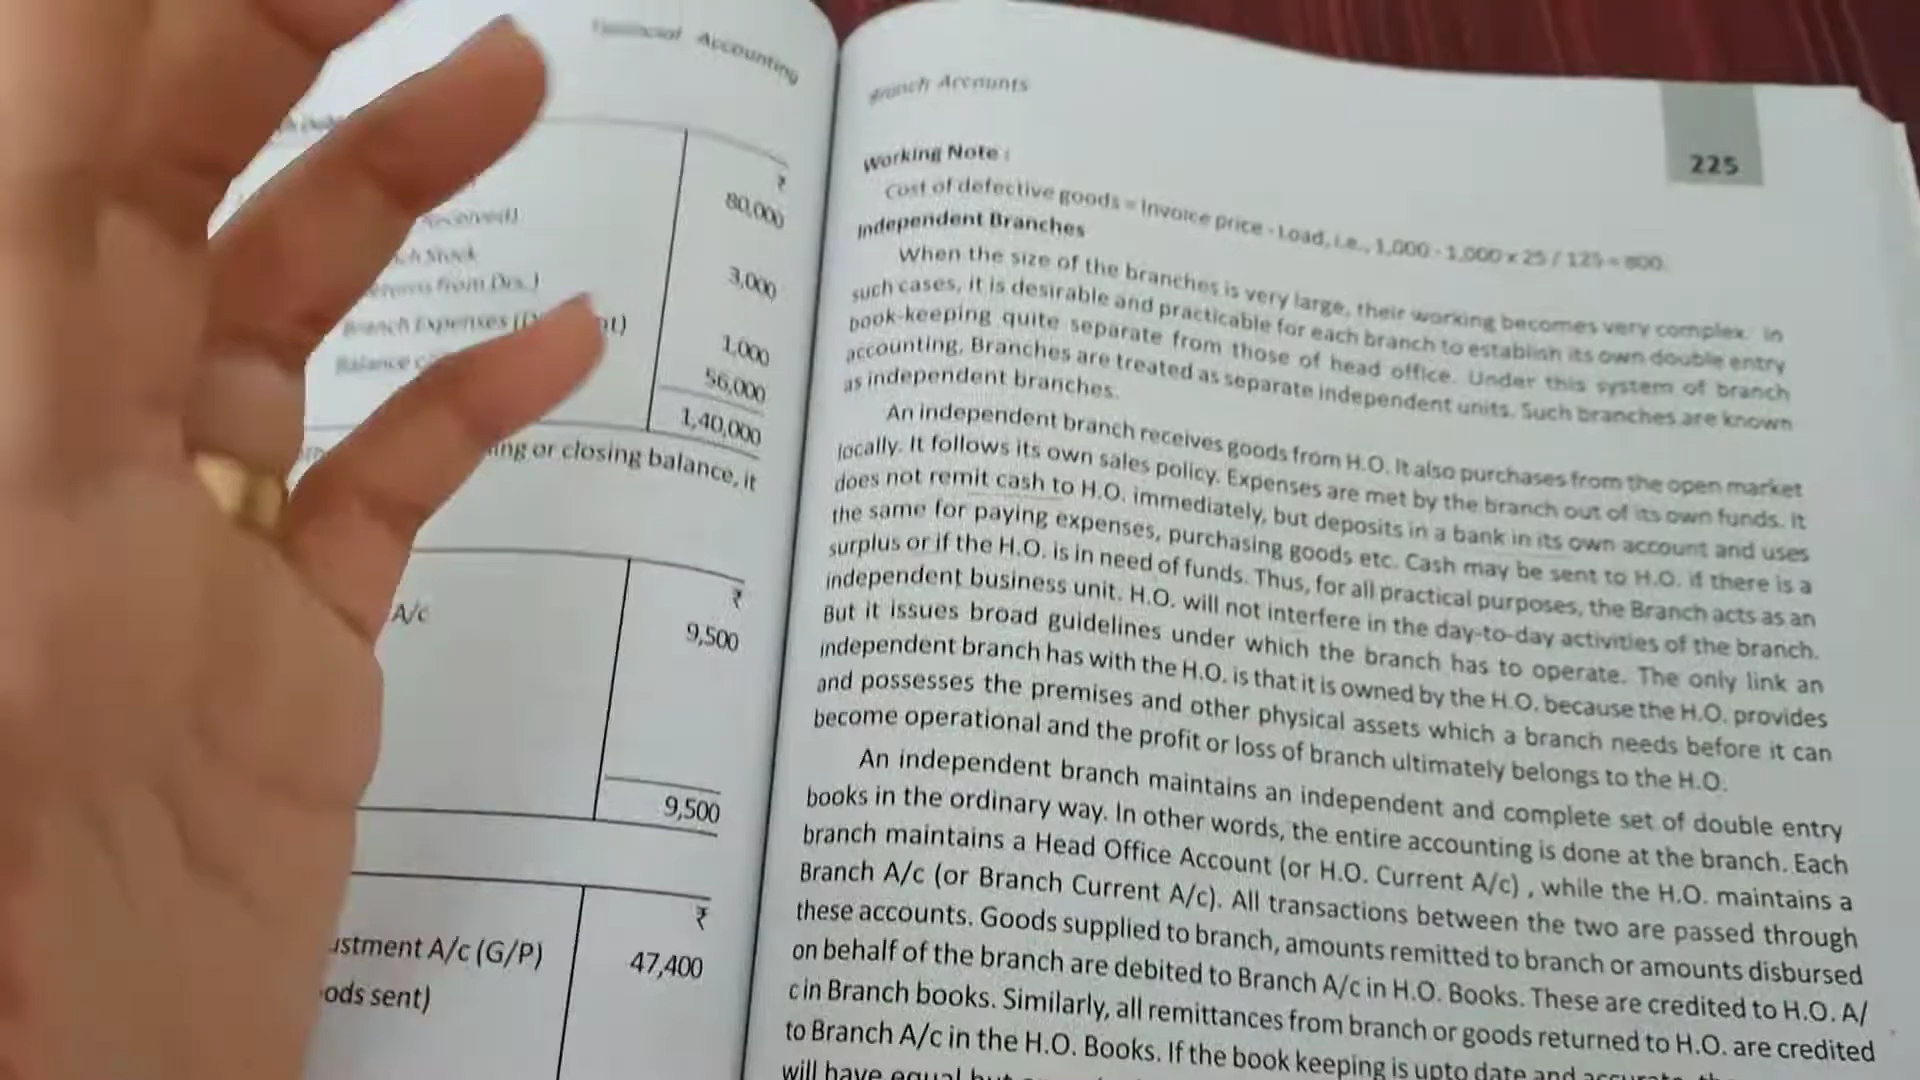 Financial Accounting
₹
80,000
Received)
Stock
from Drs.)
3,000
Branch Expenses
1,000
Balance
56,000
1,40,000
ing or closing balance, it
₹
A/c
9,500
9,500
₹
ustment A/c (G/P)
47,400
ods sent)
Branch Accounts
225
Working Note :
Cost of defective goods = Invoice price - Load, i.e., 1,000 - 1,000 x 25 / 125 = 800.
Independent Branches
When the size of the branches is very large, their working becomes very complex. In
such cases, it is desirable and practicable for each branch to establish its own double entry
book-keeping quite separate from those of head office. Under this system of branch
accounting, Branches are treated as separate independent units. Such branches are known
as independent branches.
An independent branch receives goods from H.O. It also purchases from the open market
locally. It follows its own sales policy. Expenses are met by the branch out of its own funds. It
does not remit cash to H.O. immediately, but deposits in a bank in its own account and uses
the same for paying expenses, purchasing goods etc. Cash may be sent to H.O. if there is a
surplus or if the H.O. is in need of funds. Thus, for all practical purposes, the Branch acts as an
independent business unit. H.O. will not interfere in the day-to-day activities of the branch.
But it issues broad guidelines under which the branch has to operate. The only link an
independent branch has with the H.O. is that it is owned by the H.O. because the H.O. provides
and possesses the premises and other physical assets which a branch needs before it can
become operational and the profit or loss of branch ultimately belongs to the H.O.
An independent branch maintains an independent and complete set of double entry
books in the ordinary way. In other words, the entire accounting is done at the branch. Each
branch maintains a Head Office Account (or H.O. Current A/c) , while the H.O. maintains a
Branch A/c (or Branch Current A/c). All transactions between the two are passed through
these accounts. Goods supplied to branch, amounts remitted to branch or amounts disbursed
on behalf of the branch are debited to Branch A/c in H.O. Books. These are credited to H.O. A/
c in Branch books. Similarly, all remittances from branch or goods returned to H.O. are credited
to Branch A/c in the H.O. Books. If the book keeping is upto date and accurate,
will have equal but